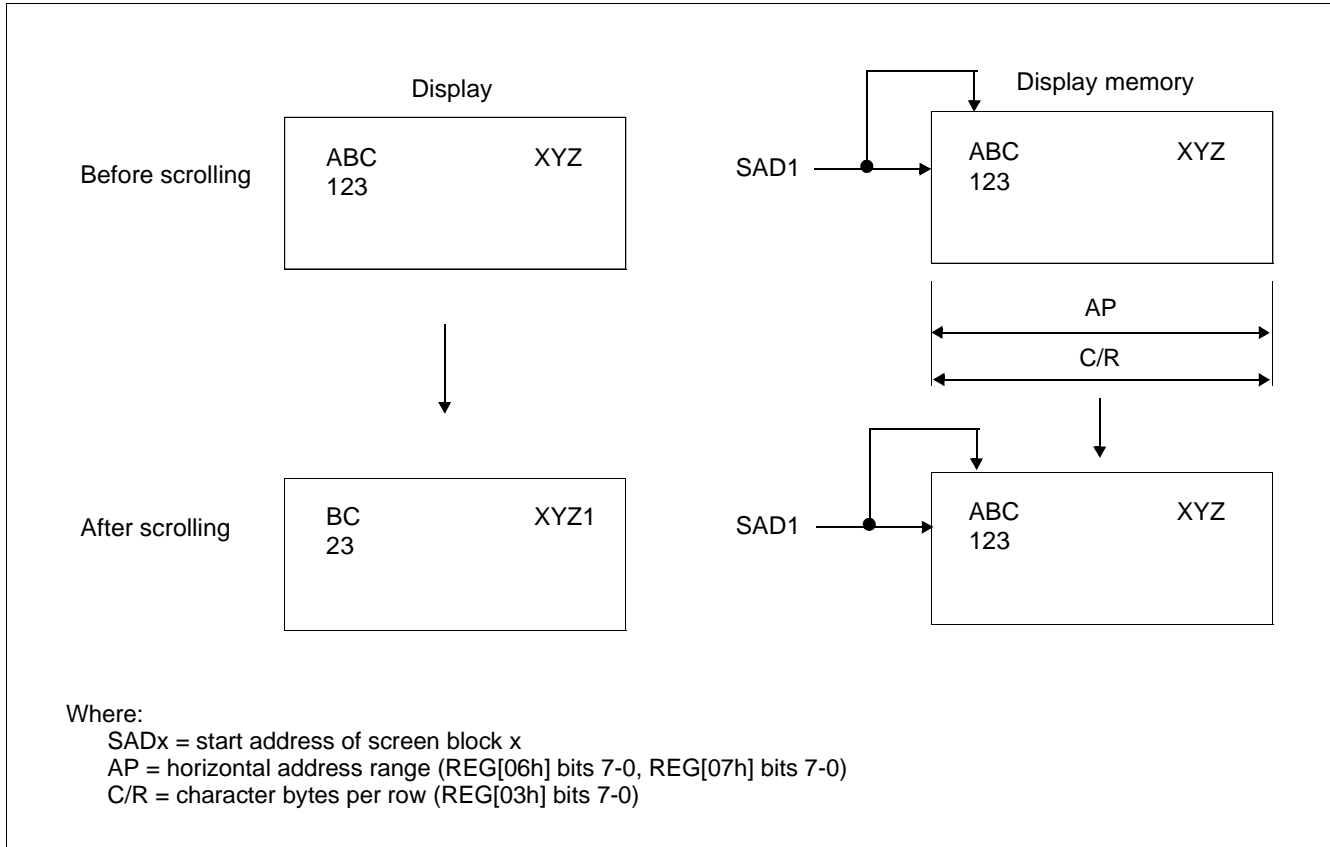 Display
Display memory
Before scrolling
ABC XYZ
123
SAD1
ABC XYZ
123
AP
C/R
After scrolling
BC XYZ1
23
SAD1
ABC XYZ
123
Where:
SADx = start address of screen block x
AP = horizontal address range (REG[06h] bits 7-0, REG[07h] bits 7-0)
C/R = character bytes per row (REG[03h] bits 7-0)